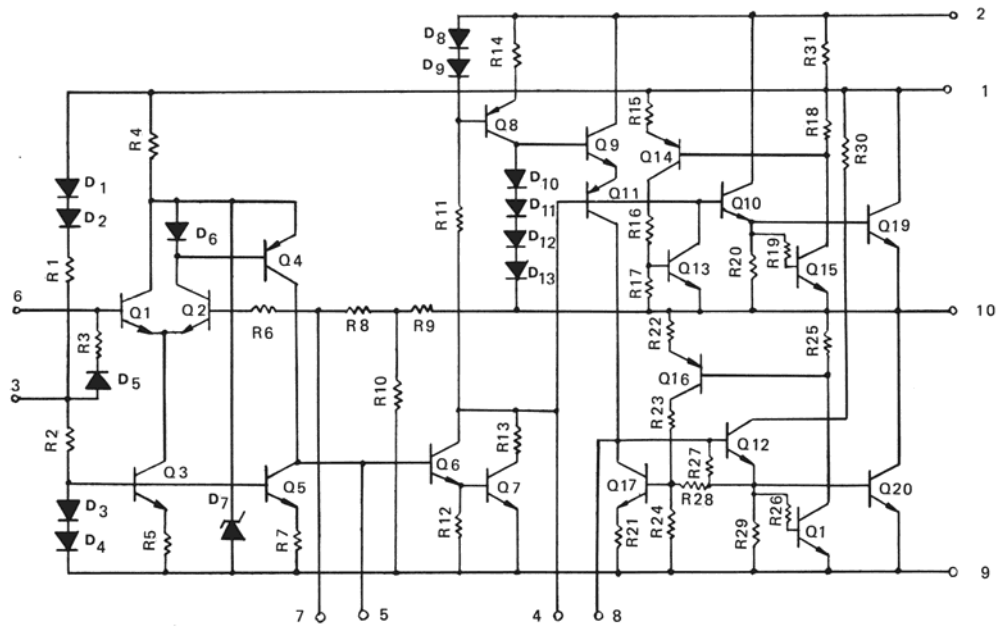 2
D8
D9
R14
R31
1
R4
Q8
R15
R18
R30
Q9
Q14
D1
D2
D6
R11
D10
D11
D12
D13
Q11
R16
Q10
Q19
Q4
R1
R17
Q13
R20
R19
Q15
6
Q1
Q2
R6
R8
R9
10
R3
D5
R22
R25
3
R10
Q16
R2
R23
R13
Q12
Q3
Q5
Q6
Q7
Q17
R27
R28
Q20
D3
D4
R5
D7
R7
R12
R21
R24
R29
R26
Q1
9
7
5
4
8